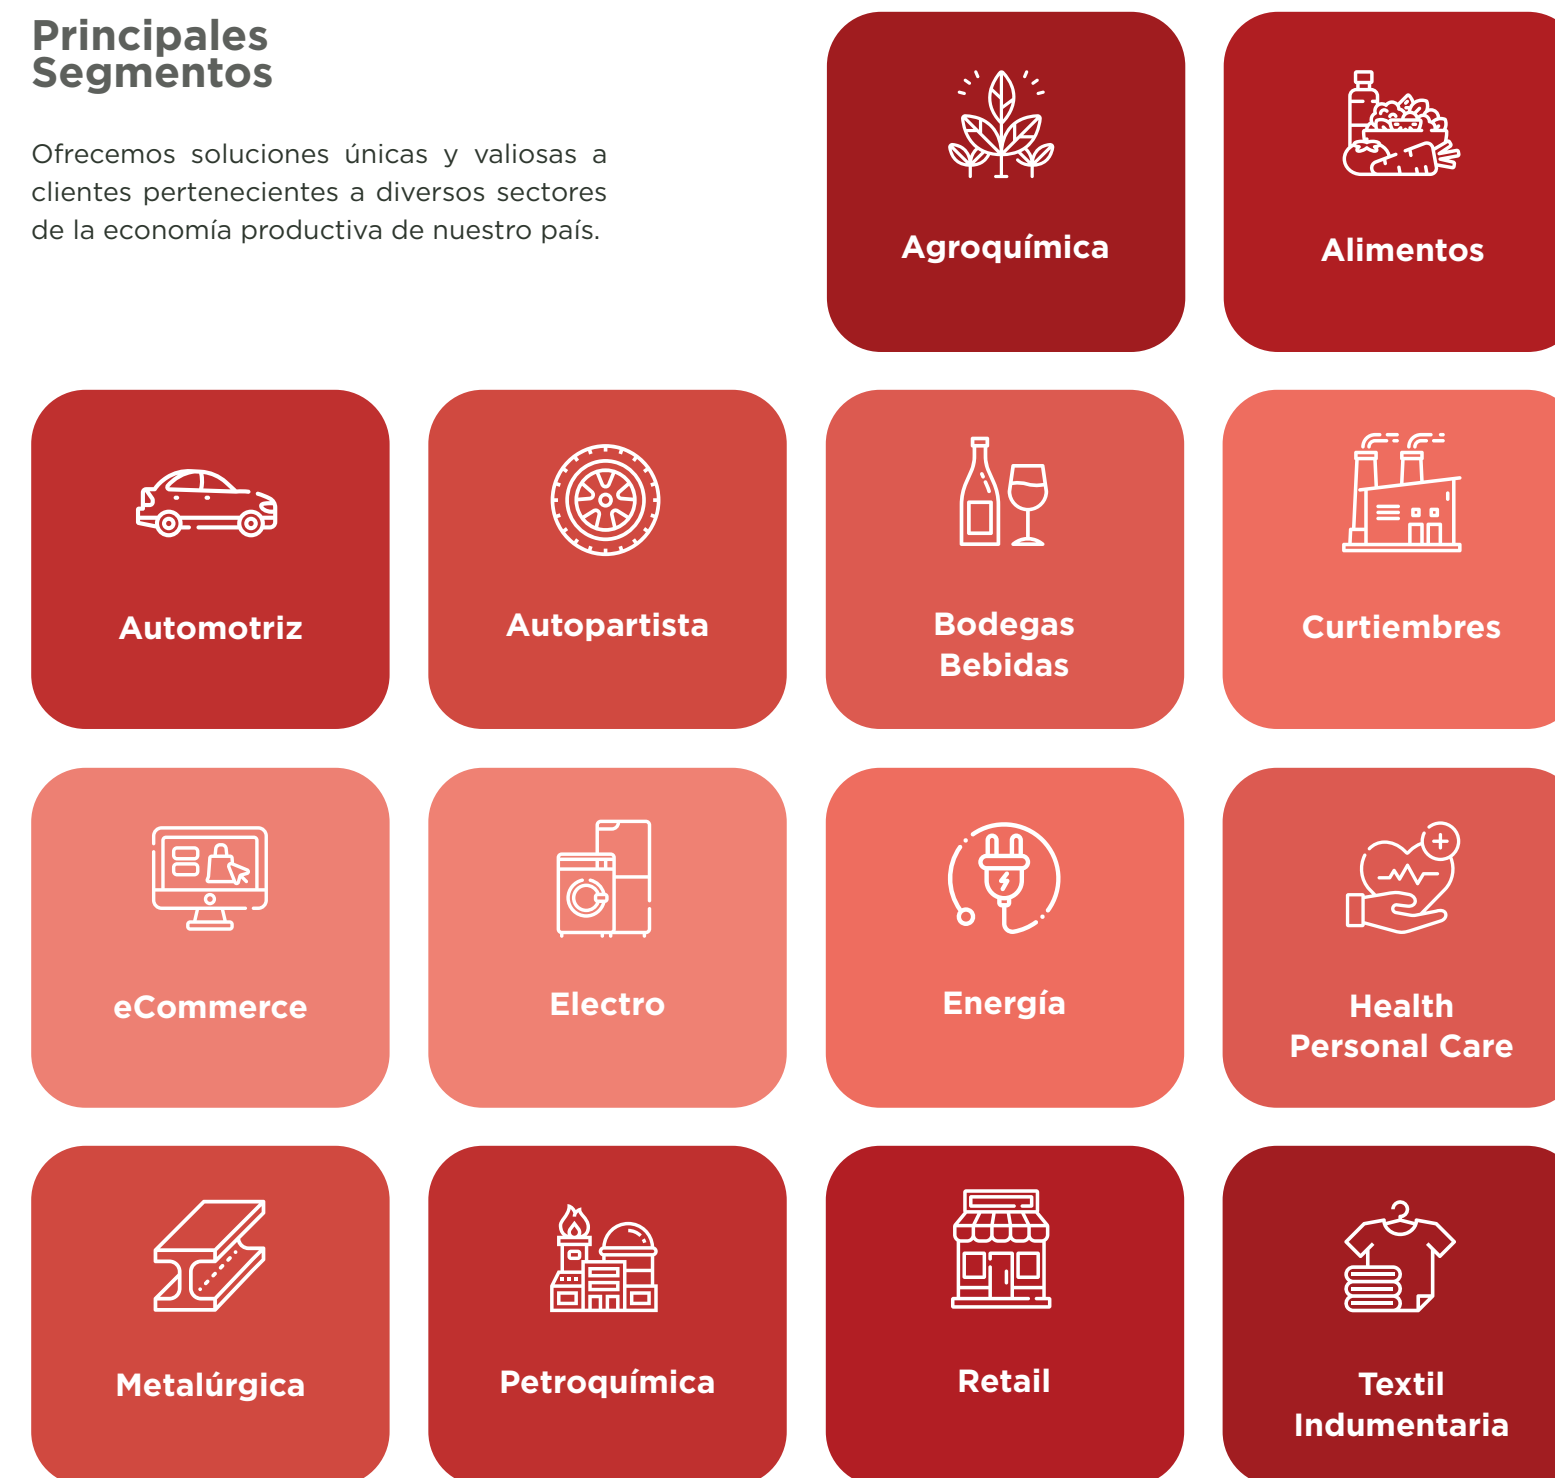 Principales
Segmentos
Ofrecemos soluciones únicas y valiosas a
clientes pertenecientes a diversos sectores
de la economía productiva de nuestro país.
Agroquímica
Alimentos
Automotriz
Autopartista
Bodegas
Bebidas
Curtiembres
eCommerce
Electro
Energía
Health
Personal Care
Metalúrgica
Petroquímica
Retail
Textil
Indumentaria